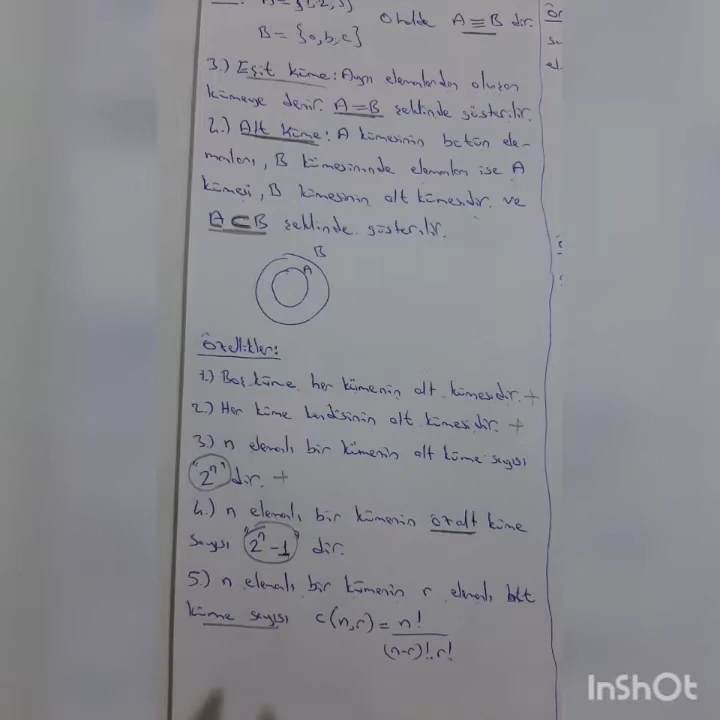 A = {1, 2, 3}
O halde A ≡ B dir.
B = {a, b, c}
3.) Eşit küme: Aynı elemanlardan oluşan
kümeye denir. A = B şeklinde gösterilir.
4.) Alt küme: A kümesinin bütün ele-
manları, B kümesininde elemanları ise A
kümesi, B kümesinin alt kümesidir. ve
A ⊂ B şeklinde gösterilir.
B
A
Özellikler:
1.) Boş küme her kümenin alt kümesidir. +
2.) Her küme kendisinin alt kümesidir. +
3.) n elemanlı bir kümenin alt küme sayısı
"2ⁿ" dir. +
4.) n elemanlı bir kümenin özalt küme
sayısı "2ⁿ-1" dir.
5.) n elemanlı bir kümenin r elemanlı alt
küme sayısı C(n,r) = n!
(n-r)!.r!
InShOt